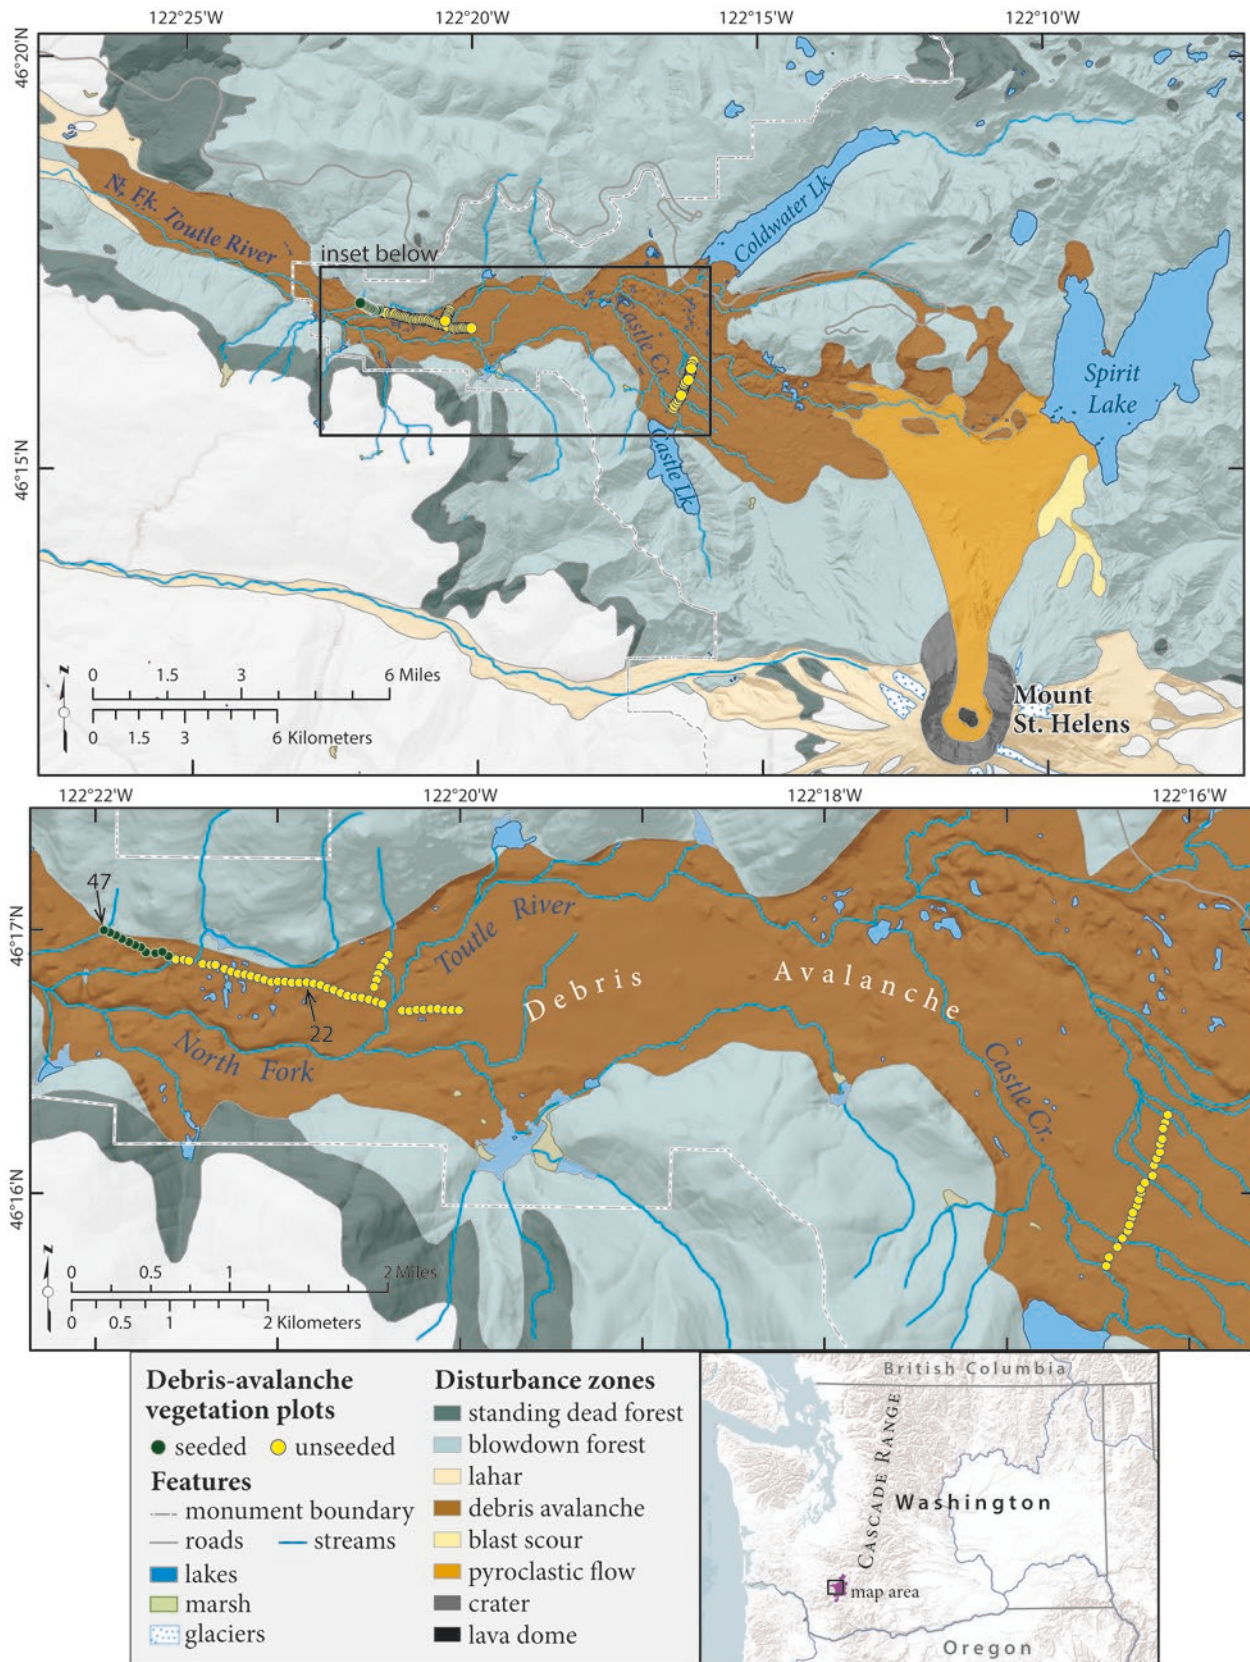 122°25'W 122°20'W 122°15'W 122°10'W
46°20'N
N. Fk. Toutle River
Coldwater Lk
inset below
Castle Cr.
Spirit
Lake
46°15'N
Castle Lk
N
0 1.5 3 6 Miles
0 1.5 3 6 Kilometers
Mount
St. Helens
122°22'W 122°20'W 122°18'W 122°16'W
47
46°17'N
Toutle River
Debris Avalanche
22
North Fork
Castle Cr.
46°16'N
N
0 0.5 1 2 Miles
0 0.5 1 2 Kilometers
Debris-avalanche
vegetation plots
seeded unseeded
Features
monument boundary
roads streams
lakes
marsh
glaciers
Disturbance zones
standing dead forest
blowdown forest
lahar
debris avalanche
blast scour
pyroclastic flow
crater
lava dome
British Columbia
CASCADE RANGE
Washington
map area
Oregon